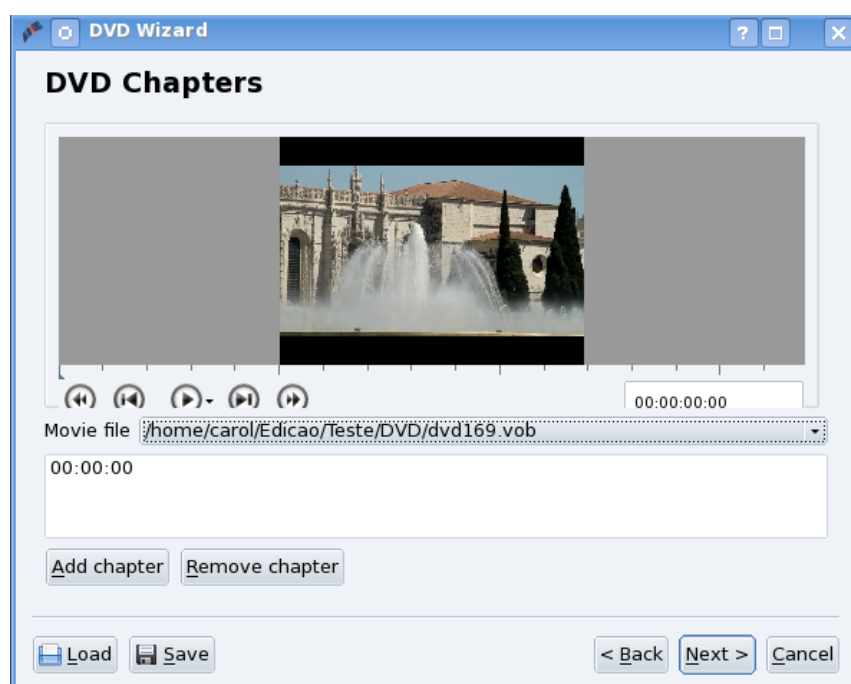 DVD Wizard
DVD Chapters
00:00:00:00
Movie file /home/carol/Edicao/Teste/DVD/dvd169.vob
00:00:00
Add chapter Remove chapter
Load Save < Back Next > Cancel